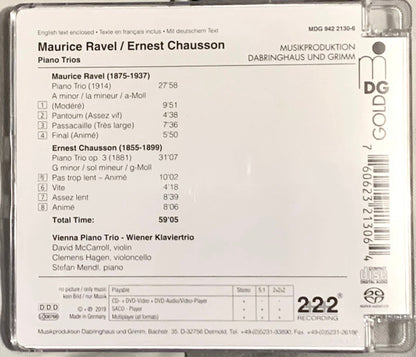 English text enclosed • Texte en français inclus • Mit deutschem Text
MDG 942 2130-6
Maurice Ravel / Ernest Chausson
Piano Trios
MUSIKPRODUKTION
DABRINGHAUS UND GRIMM
DG
GOLD
Maurice Ravel (1875-1937)
Piano Trio (1914) 27'58
A minor / la mineur / a-Moll
1 (Modéré) 9'51
2 Pantoum (Assez vif) 4'38
3 Passacaille (Très large) 7'36
4 Final (Animé) 5'50
Ernest Chausson (1855-1899)
Piano Trio op. 3 (1881) 31'07
G minor / sol mineur / g-Moll
5 Pas trop lent – Animé 10'02
6 Vite 4'18
7 Assez lent 8'39
8 Animé 8'06
Total Time: 59'05
Vienna Piano Trio - Wiener Klaviertrio
David McCarroll, violin
Clemens Hagen, violoncello
Stefan Mendl, piano
7 60623 21306 4
no picture / only music
kein Bild / nur Musik
Playable Stereo 5.1 2+2+2
CD- + DVD-Video + DVD-Audio/Video-Player
SACD - Player
Multiplayer (all formats)
222
RECORDING
DDD
℗ + © 2019
Made in Germany
Musikproduktion Dabringhaus und Grimm, Bachstr. 35, D-32756 Detmold, Tel. +49-(0)5231-93890, Fax: